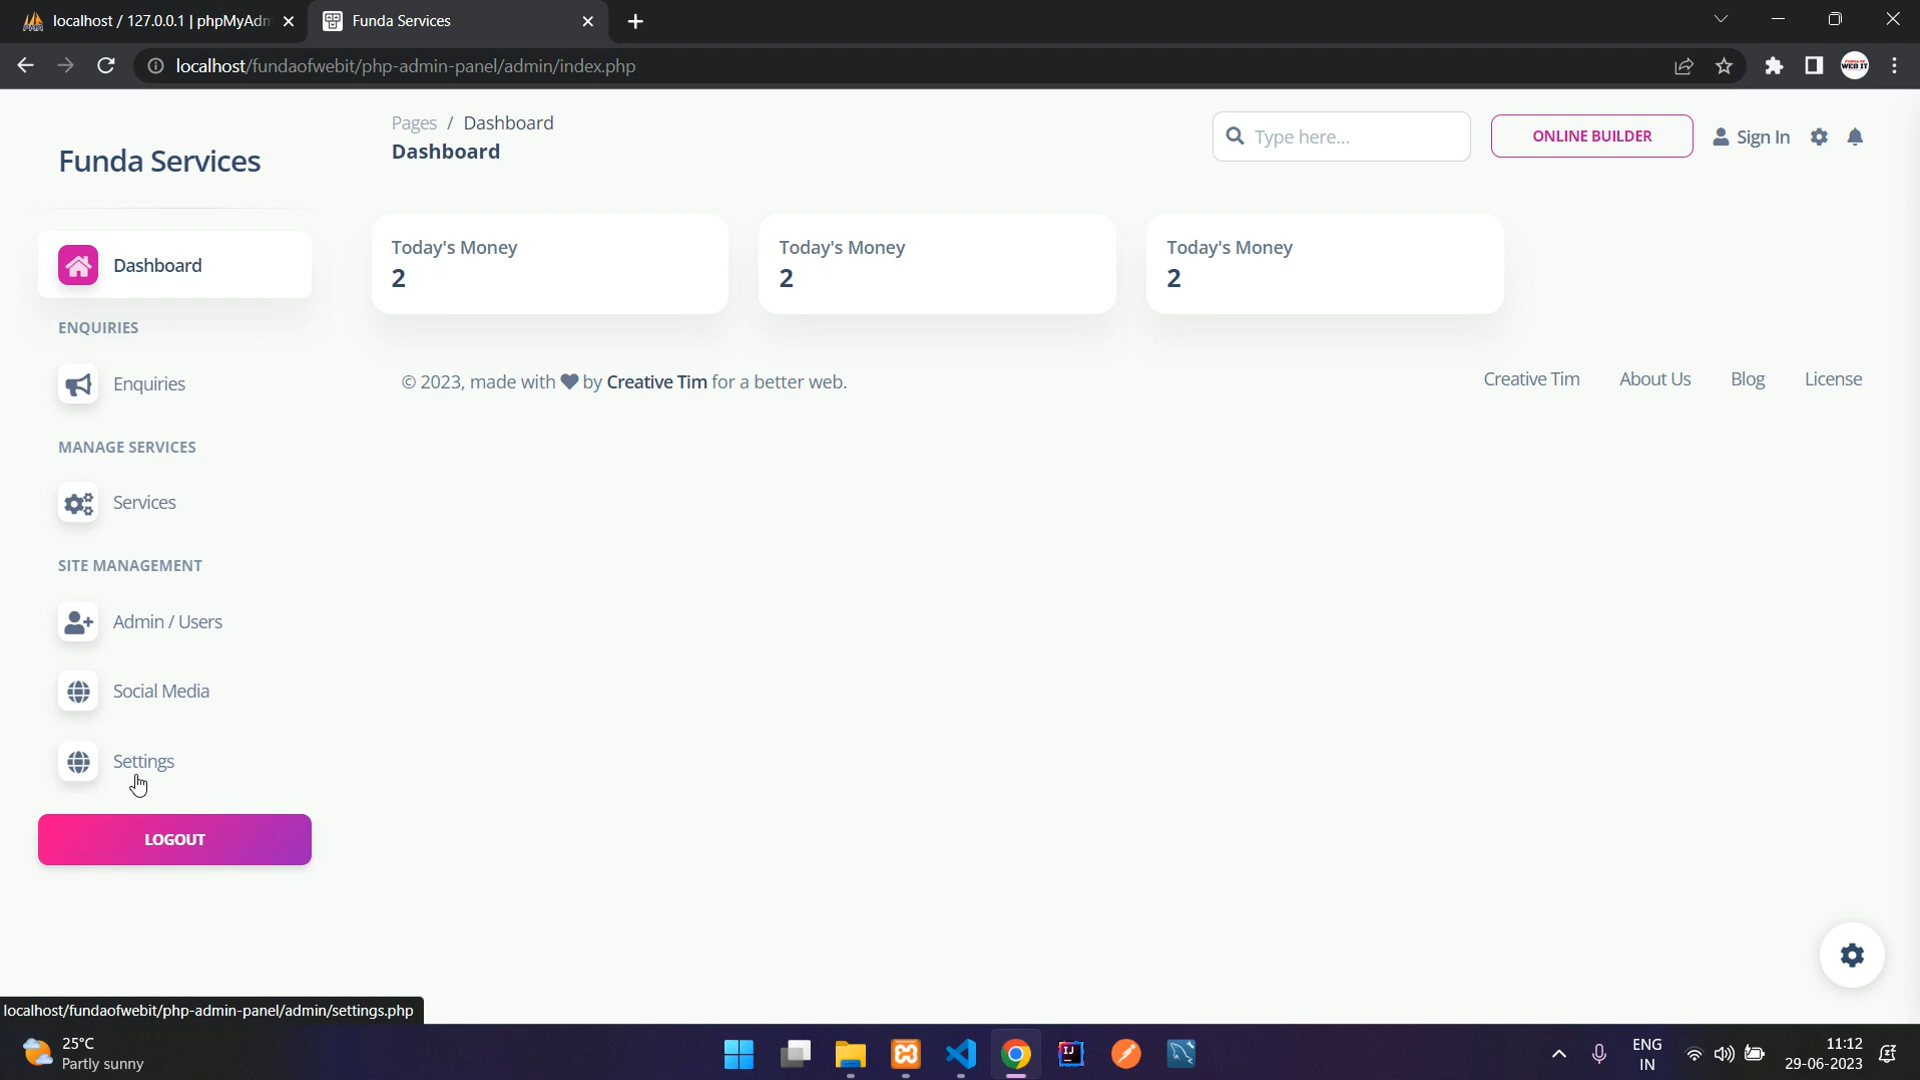 localhost / 127.0.0.1 | phpMyAdm
Funda Services
localhost/fundaofwebit/php-admin-panel/admin/index.php
WEB IT
Funda Services
Pages / Dashboard
Dashboard
Type here...
ONLINE BUILDER
Sign In
Dashboard
Today's Money
2
Today's Money
2
Today's Money
2
ENQUIRIES
Enquiries
© 2023, made with by Creative Tim for a better web.
Creative Tim
About Us
Blog
License
MANAGE SERVICES
Services
SITE MANAGEMENT
Admin / Users
Social Media
Settings
LOGOUT
localhost/fundaofwebit/php-admin-panel/admin/settings.php
25°C
Partly sunny
ENG
IN
11:12
29-06-2023